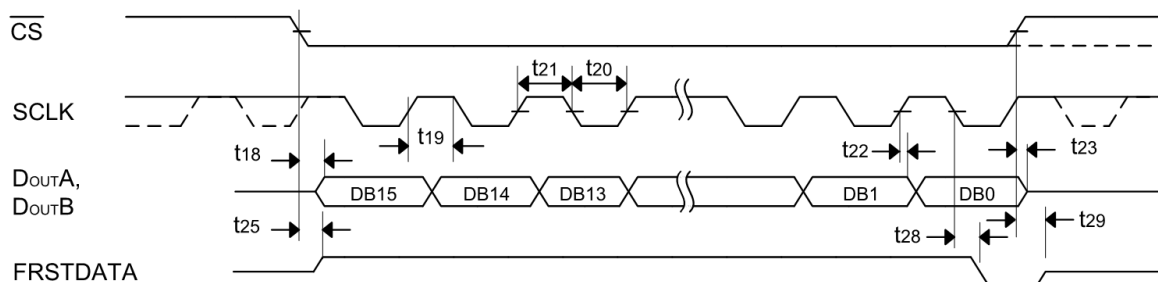 CS
t21
t20
SCLK
t19
t18
t22
t23
DOUTA,
DOUTB
DB15
DB14
DB13
DB1
DB0
t25
t28
t29
FRSTDATA